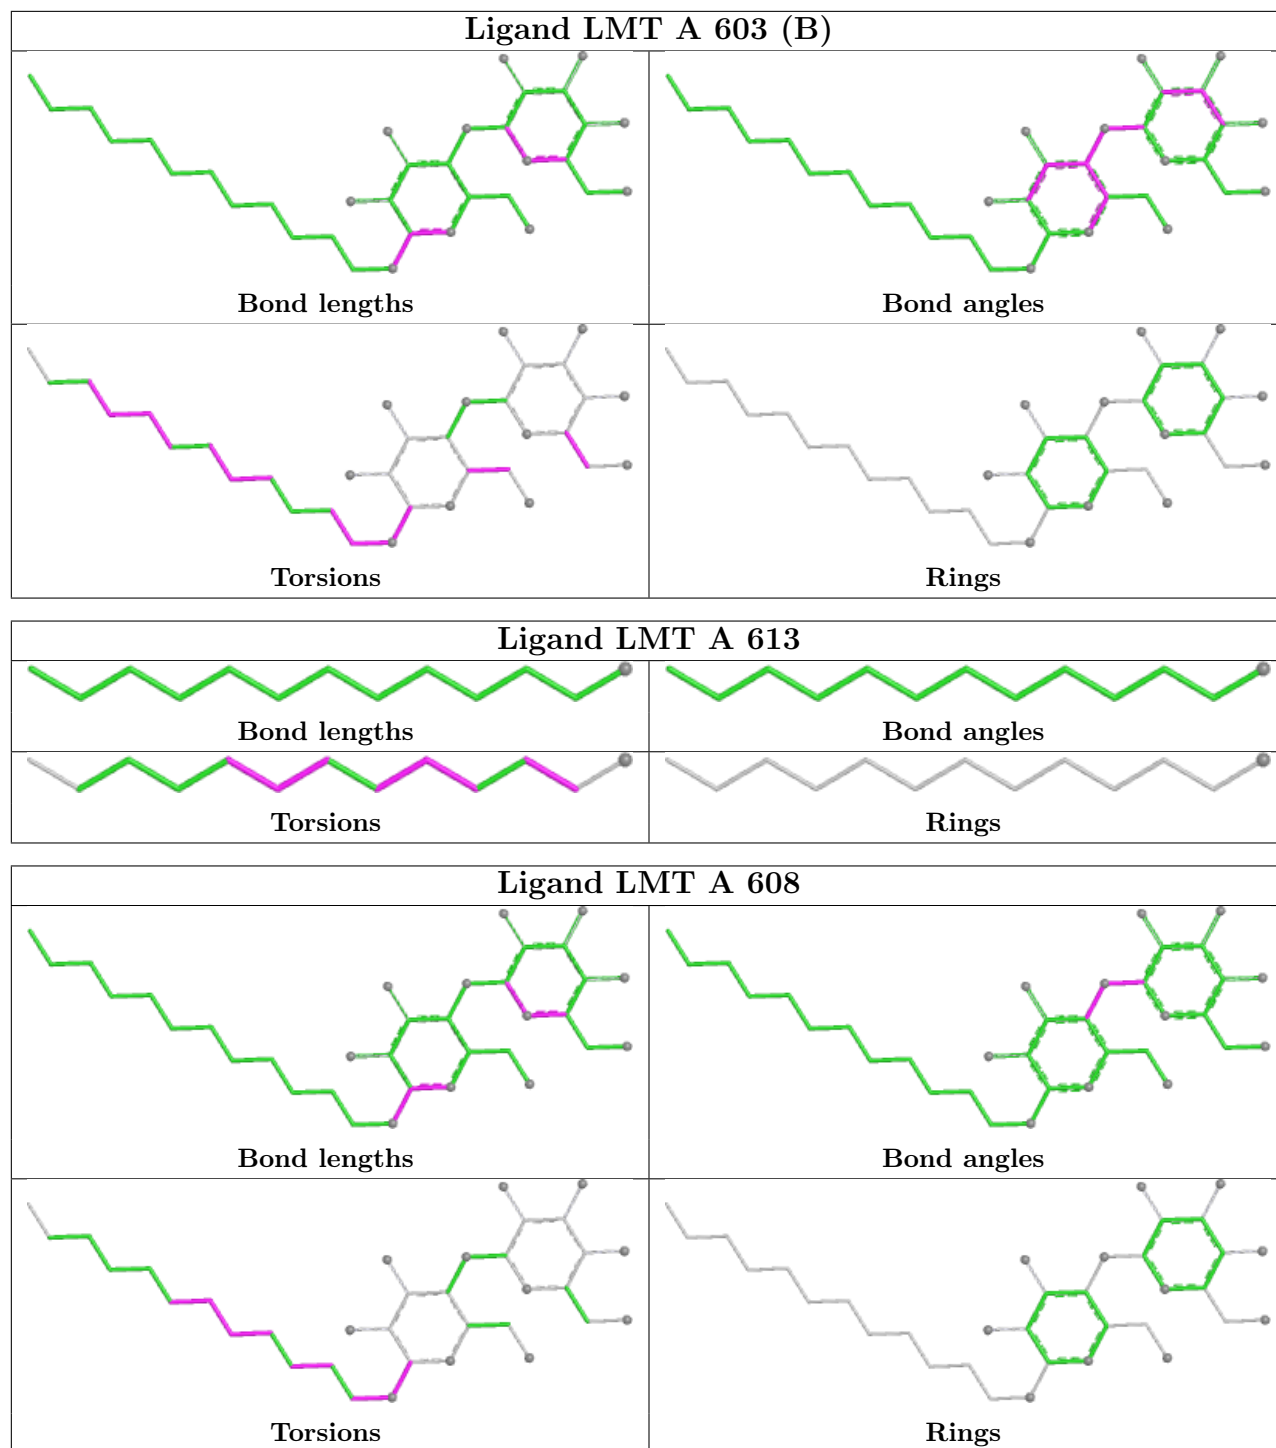 Ligand LMT A 603 (B)
Bond lengths
Bond angles
Torsions
Rings
Ligand LMT A 613
Bond lengths
Bond angles
Torsions
Rings
Ligand LMT A 608
Bond lengths
Bond angles
Torsions
Rings